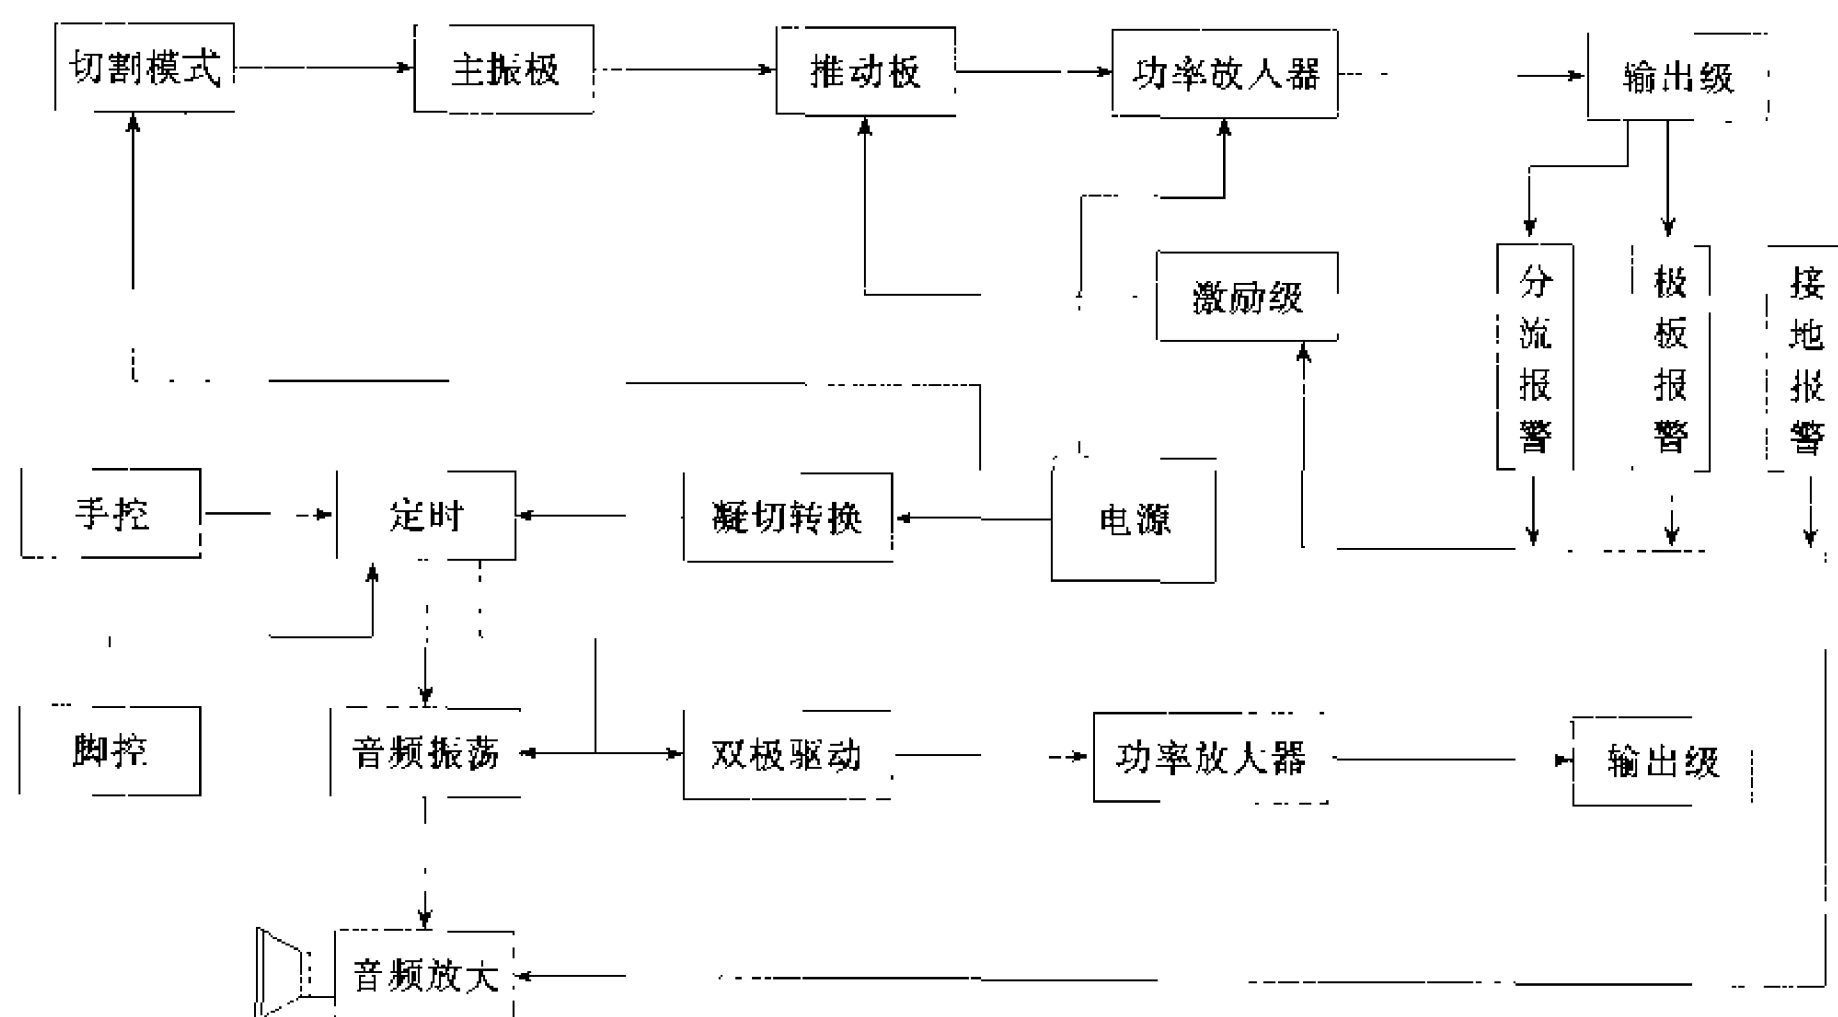 切割模式
主振极
推动板
功率放人器
输出级
激励级
分流报警
极板报警
接地报警
手控
定时
凝切转换
电源
脚控
音频振荡
双极驱动
功率放大器
输出级
音频放大